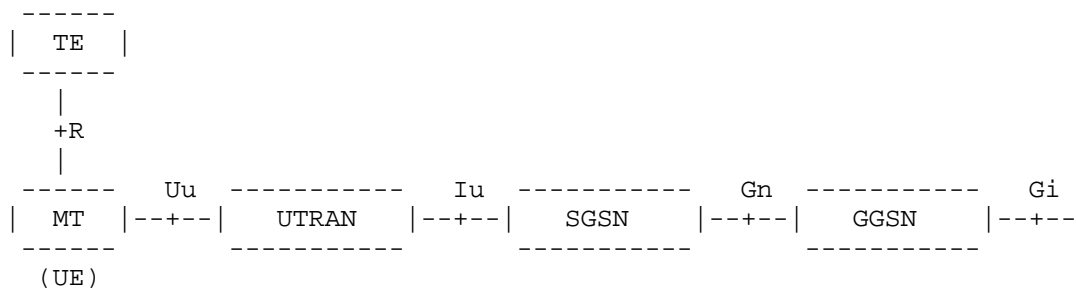 TE
+R
Uu Iu Gn Gi
MT UTRAN SGSN GGSN
(UE)